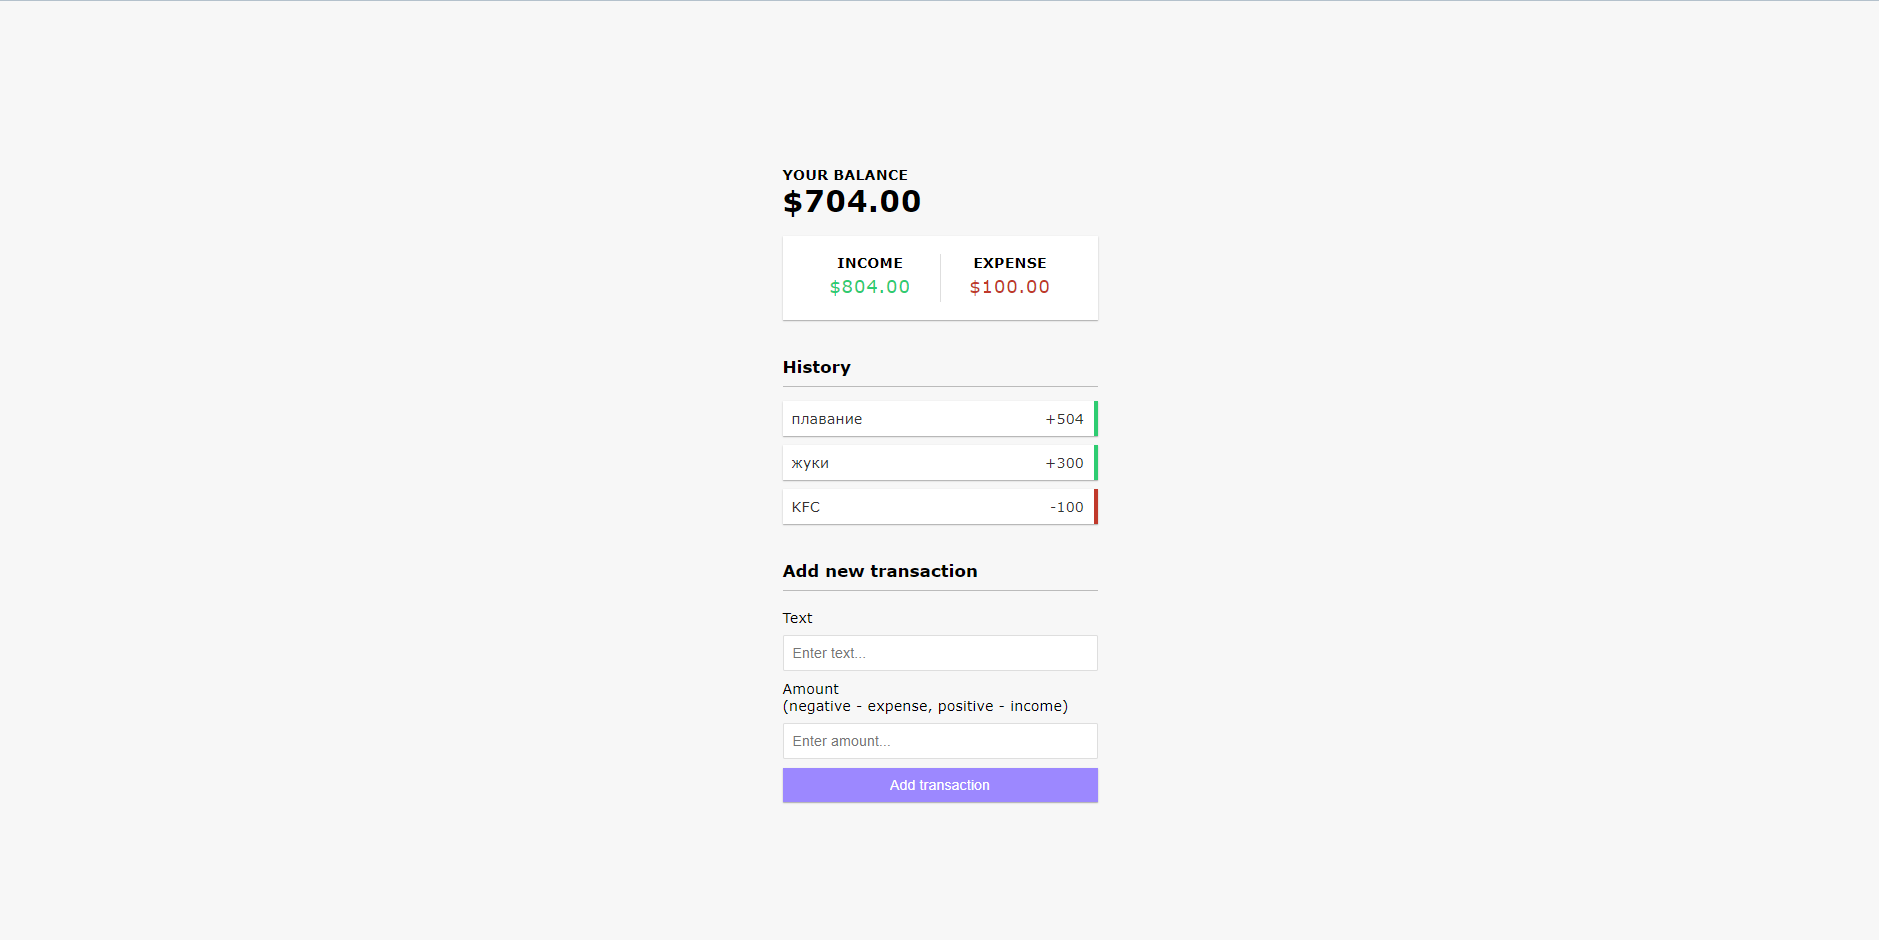 YOUR BALANCE
$704.00
INCOME EXPENSE
$804.00 $100.00
History
плавание +504
жуки +300
KFC -100
Add new transaction
Text
Enter text...
Amount
(negative - expense, positive - income)
Enter amount...
Add transaction